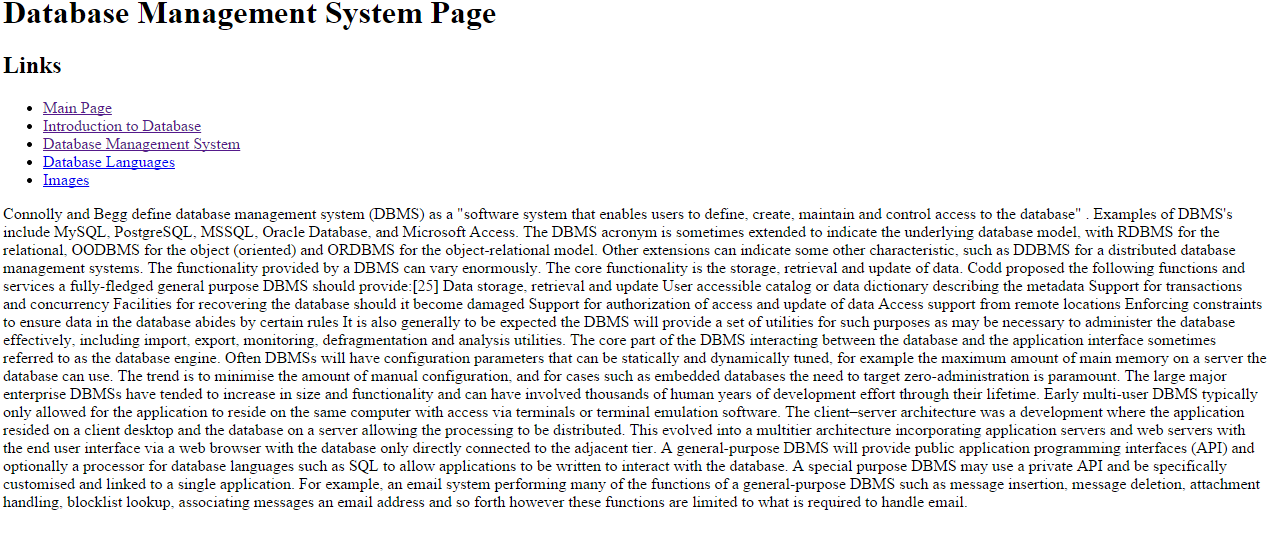 Database Management System Page
Links
Main Page
Introduction to Database
Database Management System
Database Languages
Images
Connolly and Begg define database management system (DBMS) as a "software system that enables users to define, create, maintain and control access to the database" . Examples of DBMS's
include MySQL, PostgreSQL, MSSQL, Oracle Database, and Microsoft Access. The DBMS acronym is sometimes extended to indicate the underlying database model, with RDBMS for the
relational, OODBMS for the object (oriented) and ORDBMS for the object-relational model. Other extensions can indicate some other characteristic, such as DDBMS for a distributed database
management systems. The functionality provided by a DBMS can vary enormously. The core functionality is the storage, retrieval and update of data. Codd proposed the following functions and
services a fully-fledged general purpose DBMS should provide:[25] Data storage, retrieval and update User accessible catalog or data dictionary describing the metadata Support for transactions
and concurrency Facilities for recovering the database should it become damaged Support for authorization of access and update of data Access support from remote locations Enforcing constraints
to ensure data in the database abides by certain rules It is also generally to be expected the DBMS will provide a set of utilities for such purposes as may be necessary to administer the database
effectively, including import, export, monitoring, defragmentation and analysis utilities. The core part of the DBMS interacting between the database and the application interface sometimes
referred to as the database engine. Often DBMSs will have configuration parameters that can be statically and dynamically tuned, for example the maximum amount of main memory on a server the
database can use. The trend is to minimise the amount of manual configuration, and for cases such as embedded databases the need to target zero-administration is paramount. The large major
enterprise DBMSs have tended to increase in size and functionality and can have involved thousands of human years of development effort through their lifetime. Early multi-user DBMS typically
only allowed for the application to reside on the same computer with access via terminals or terminal emulation software. The client–server architecture was a development where the application
resided on a client desktop and the database on a server allowing the processing to be distributed. This evolved into a multitier architecture incorporating application servers and web servers with
the end user interface via a web browser with the database only directly connected to the adjacent tier. A general-purpose DBMS will provide public application programming interfaces (API) and
optionally a processor for database languages such as SQL to allow applications to be written to interact with the database. A special purpose DBMS may use a private API and be specifically
customised and linked to a single application. For example, an email system performing many of the functions of a general-purpose DBMS such as message insertion, message deletion, attachment
handling, blocklist lookup, associating messages an email address and so forth however these functions are limited to what is required to handle email.